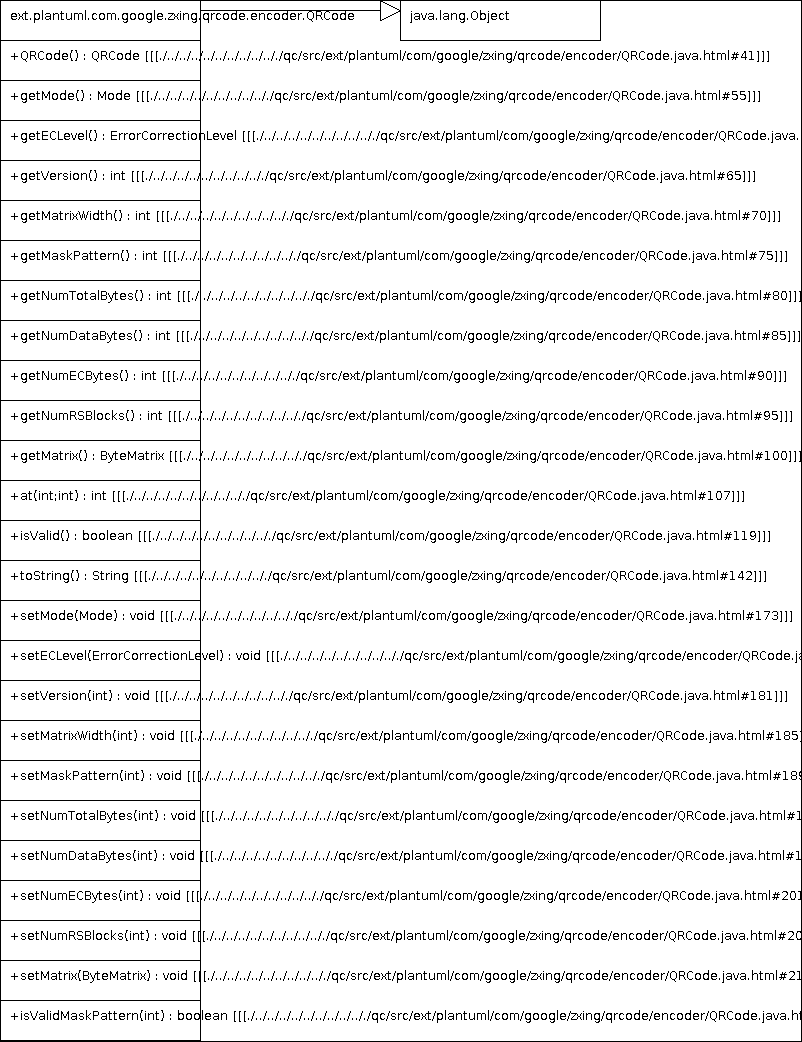 ext.plantuml.com.google.zxing.qrcode.encoder.QRCode
java.lang.Object
+QRCode() : QRCode [[[./../../../../../../../../../../qc/src/ext/plantuml/com/google/zxing/qrcode/encoder/QRCode.java.html#41]]]
+getMode() : Mode [[[./../../../../../../../../../../qc/src/ext/plantuml/com/google/zxing/qrcode/encoder/QRCode.java.html#55]]]
+getECLevel() : ErrorCorrectionLevel [[[./../../../../../../../../../../qc/src/ext/plantuml/com/google/zxing/qrcode/encoder/QRCode.java.
+getVersion() : int [[[./../../../../../../../../../../qc/src/ext/plantuml/com/google/zxing/qrcode/encoder/QRCode.java.html#65]]]
+getMatrixWidth() : int [[[./../../../../../../../../../../qc/src/ext/plantuml/com/google/zxing/qrcode/encoder/QRCode.java.html#70]]]
+getMaskPattern() : int [[[./../../../../../../../../../../qc/src/ext/plantuml/com/google/zxing/qrcode/encoder/QRCode.java.html#75]]]
+getNumTotalBytes() : int [[[./../../../../../../../../../../qc/src/ext/plantuml/com/google/zxing/qrcode/encoder/QRCode.java.html#80]]]
+getNumDataBytes() : int [[[./../../../../../../../../../../qc/src/ext/plantuml/com/google/zxing/qrcode/encoder/QRCode.java.html#85]]]
+getNumECBytes() : int [[[./../../../../../../../../../../qc/src/ext/plantuml/com/google/zxing/qrcode/encoder/QRCode.java.html#90]]]
+getNumRSBlocks() : int [[[./../../../../../../../../../../qc/src/ext/plantuml/com/google/zxing/qrcode/encoder/QRCode.java.html#95]]]
+getMatrix() : ByteMatrix [[[./../../../../../../../../../../qc/src/ext/plantuml/com/google/zxing/qrcode/encoder/QRCode.java.html#100]]]
+at(int;int) : int [[[./../../../../../../../../../../qc/src/ext/plantuml/com/google/zxing/qrcode/encoder/QRCode.java.html#107]]]
+isValid() : boolean [[[./../../../../../../../../../../qc/src/ext/plantuml/com/google/zxing/qrcode/encoder/QRCode.java.html#119]]]
+toString() : String [[[./../../../../../../../../../../qc/src/ext/plantuml/com/google/zxing/qrcode/encoder/QRCode.java.html#142]]]
+setMode(Mode) : void [[[./../../../../../../../../../../qc/src/ext/plantuml/com/google/zxing/qrcode/encoder/QRCode.java.html#173]]]
+setECLevel(ErrorCorrectionLevel) : void [[[./../../../../../../../../../../qc/src/ext/plantuml/com/google/zxing/qrcode/encoder/QRCode.ja
+setVersion(int) : void [[[./../../../../../../../../../../qc/src/ext/plantuml/com/google/zxing/qrcode/encoder/QRCode.java.html#181]]]
+setMatrixWidth(int) : void [[[./../../../../../../../../../../qc/src/ext/plantuml/com/google/zxing/qrcode/encoder/QRCode.java.html#185]
+setMaskPattern(int) : void [[[./../../../../../../../../../../qc/src/ext/plantuml/com/google/zxing/qrcode/encoder/QRCode.java.html#189
+setNumTotalBytes(int) : void [[[./../../../../../../../../../../qc/src/ext/plantuml/com/google/zxing/qrcode/encoder/QRCode.java.html#1
+setNumDataBytes(int) : void [[[./../../../../../../../../../../qc/src/ext/plantuml/com/google/zxing/qrcode/encoder/QRCode.java.html#1
+setNumECBytes(int) : void [[[./../../../../../../../../../../qc/src/ext/plantuml/com/google/zxing/qrcode/encoder/QRCode.java.html#201
+setNumRSBlocks(int) : void [[[./../../../../../../../../../../qc/src/ext/plantuml/com/google/zxing/qrcode/encoder/QRCode.java.html#20
+setMatrix(ByteMatrix) : void [[[./../../../../../../../../../../qc/src/ext/plantuml/com/google/zxing/qrcode/encoder/QRCode.java.html#21
+isValidMaskPattern(int) : boolean [[[./../../../../../../../../../../qc/src/ext/plantuml/com/google/zxing/qrcode/encoder/QRCode.java.ht